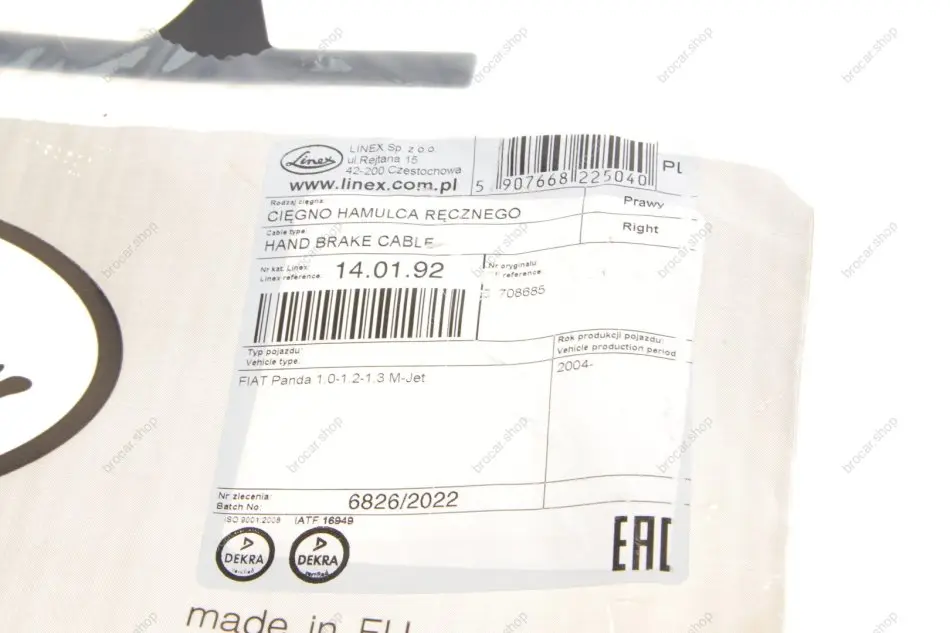 Linex
LINEX Sp. z o.o.
ul.Rejtana 15
42-200 Częstochowa
www.linex.com.pl
5 907668 225040
PL
Rodzaj cięgna:
CIĘGNO HAMULCA RĘCZNEGO
Prawy
Cable type:
HAND BRAKE CABLE
Right
Nr kat. Linex:
Linex reference:
14.01.92
Nr oryginału
reference
708685
Typ pojazdu:
Vehicle type:
Rok produkcji pojazdu:
Vehicle production period
FIAT Panda 1.0-1.2-1.3 M-Jet
2004-
Nr zlecenia:
Batch No:
6826/2022
ISO 9001:2008
IATF 16949
DEKRA
DEKRA
EAC
made in EU
brocar.shop